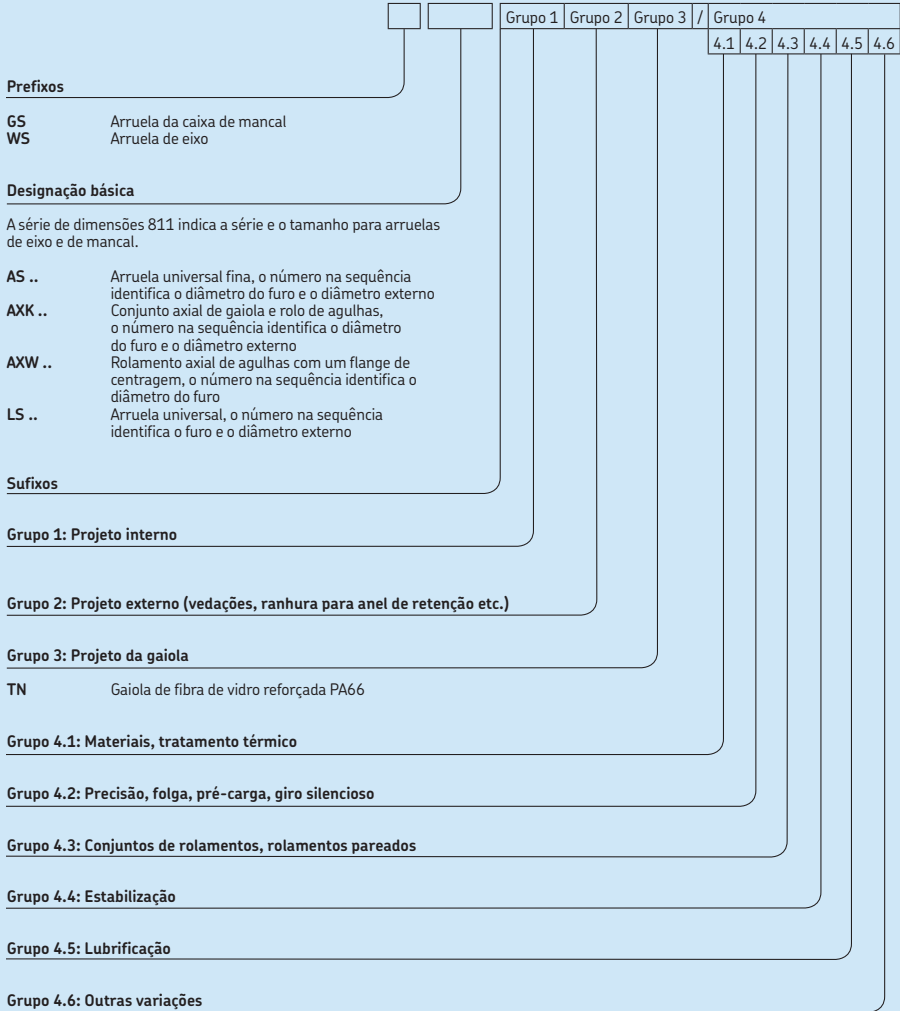 Grupo 1 Grupo 2 Grupo 3 / Grupo 4
4.1 4.2 4.3 4.4 4.5 4.6
Prefixos
GS Arruela da caixa de mancal
WS Arruela de eixo
Designação básica
A série de dimensões 811 indica a série e o tamanho para arruelas
de eixo e de mancal.
AS .. Arruela universal fina, o número na sequência
identifica o diâmetro do furo e o diâmetro externo
AXK .. Conjunto axial de gaiola e rolo de agulhas,
o número na sequência identifica o diâmetro
do furo e o diâmetro externo
AXW .. Rolamento axial de agulhas com um flange de
centragem, o número na sequência identifica o
diâmetro do furo
LS .. Arruela universal, o número na sequência
identifica o furo e o diâmetro externo
Sufixos
Grupo 1: Projeto interno
Grupo 2: Projeto externo (vedações, ranhura para anel de retenção etc.)
Grupo 3: Projeto da gaiola
TN Gaiola de fibra de vidro reforçada PA66
Grupo 4.1: Materiais, tratamento térmico
Grupo 4.2: Precisão, folga, pré-carga, giro silencioso
Grupo 4.3: Conjuntos de rolamentos, rolamentos pareados
Grupo 4.4: Estabilização
Grupo 4.5: Lubrificação
Grupo 4.6: Outras variações